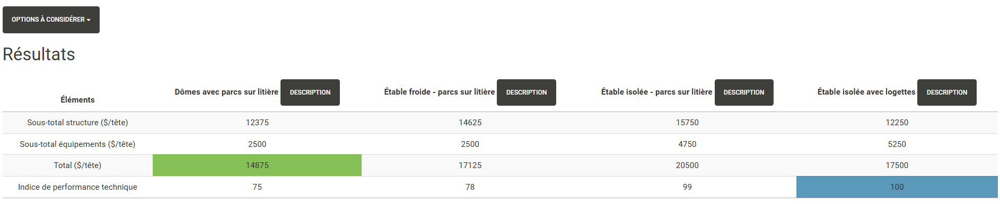 OPTIONS À CONSIDÉRER
Résultats
Éléments Dômes avec parcs sur litière DESCRIPTION Étable froide - parcs sur litière DESCRIPTION Étable isolée - parcs sur litière DESCRIPTION Étable isolée avec logettes DESCRIPTION
Sous-total structure ($/tête) 12375 14625 15750 12250
Sous-total équipements ($/tête) 2500 2500 4750 5250
Total ($/tête) 14875 17125 20500 17500
Indice de performance technique 75 78 99 100